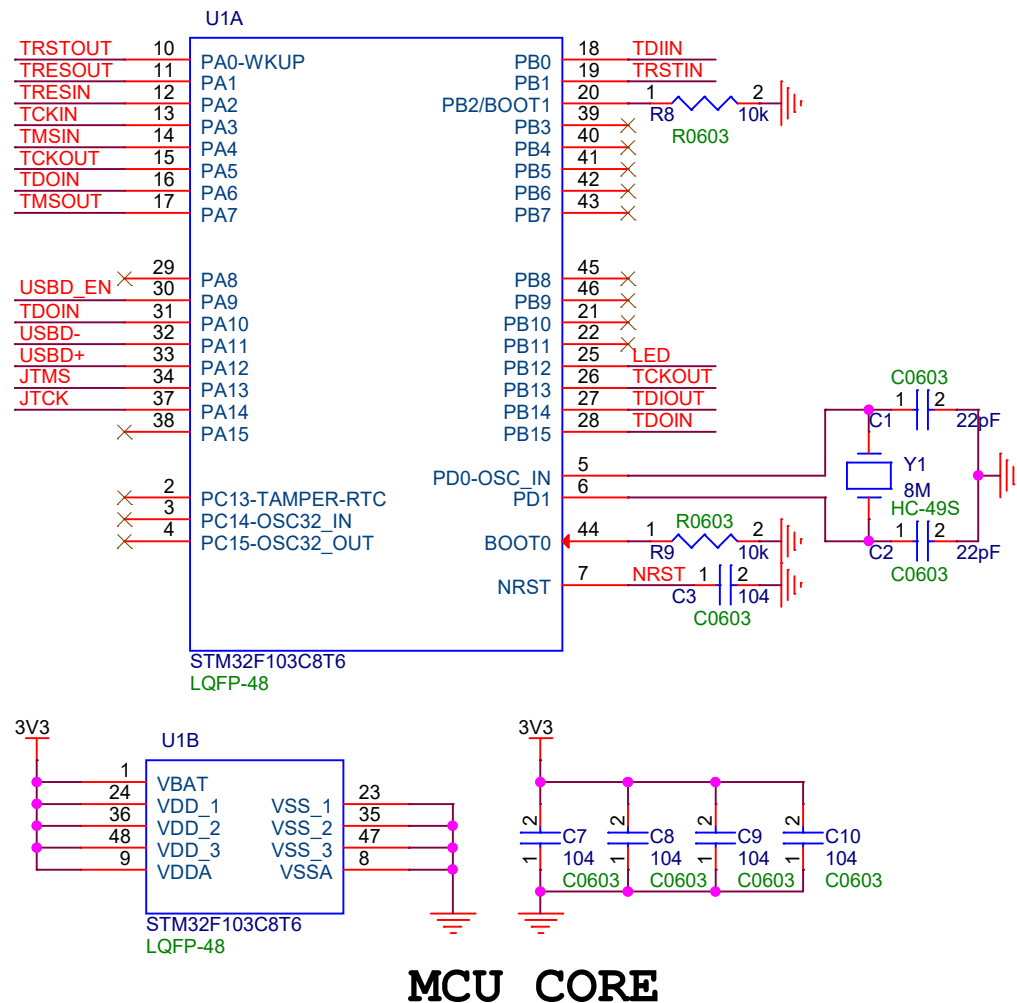 U1A
TRSTOUT 10 PA0-WKUP PB0 18 TDIIN
TRESOUT 11 PA1 PB1 19 TRSTIN
TRESIN 12 PA2 PB2/BOOT1 20 1 2
R8 10k
R0603
TCKIN 13 PA3 PB3 39
TMSIN 14 PA4 PB4 40
TCKOUT 15 PA5 PB5 41
TDOIN 16 PA6 PB6 42
TMSOUT 17 PA7 PB7 43
29 PA8 PB8 45
USBD_EN 30 PA9 PB9 46
TDOIN 31 PA10 PB10 21
USBD- 32 PA11 PB11 22
USBD+ 33 PA12 PB12 25 LED
JTMS 34 PA13 PB13 26 TCKOUT
JTCK 37 PA14 PB14 27 TDIOUT
38 PA15 PB15 28 TDOIN
C0603
1 2
C1 22pF
PD0-OSC_IN 5
Y1
8M
HC-49S
2 PC13-TAMPER-RTC PD1 6
3 PC14-OSC32_IN
4 PC15-OSC32_OUT BOOT0 44 1 2
R0603
R9 10k
1 2
C2 22pF
C0603
NRST 7 NRST 1 2
C3 104
C0603
STM32F103C8T6
LQFP-48
3V3
U1B
1 VBAT
24 VDD_1 VSS_1 23
36 VDD_2 VSS_2 35
48 VDD_3 VSS_3 47
9 VDDA VSSA 8
STM32F103C8T6
LQFP-48
3V3
2 2 2 2
C7 C8 C9 C10
1 104 1 104 1 104 1 104
C0603 C0603 C0603 C0603
MCU CORE